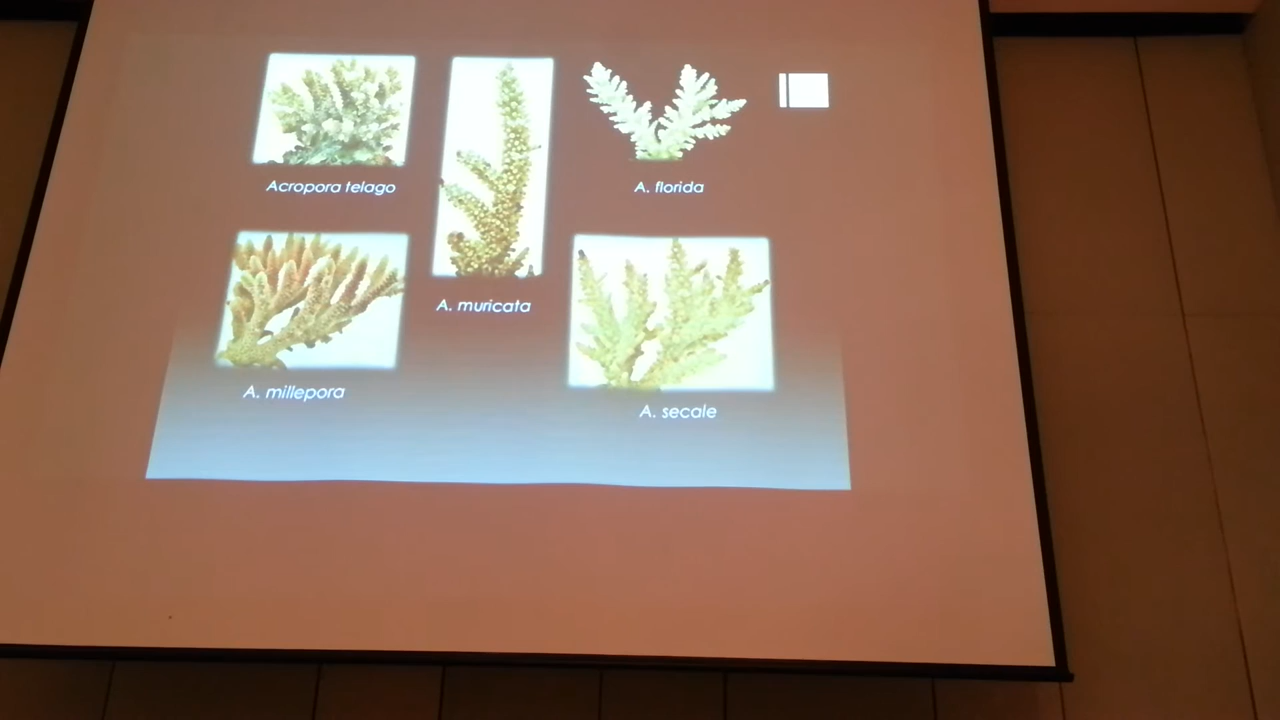 Acropora telago
A. florida
A. muricata
A. millepora
A. secale